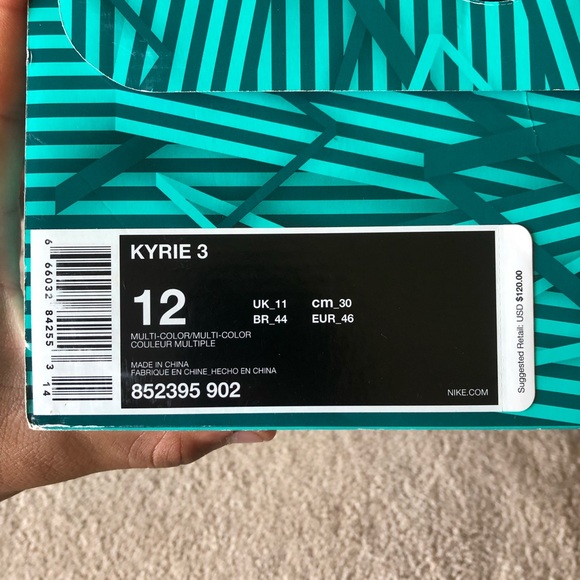 KYRIE 3
12
UK_11 cm_30
BR_44 EUR_46
MULTI-COLOR/MULTI-COLOR
COULEUR MULTIPLE
MADE IN CHINA
FABRIQUE EN CHINE_HECHO EN CHINA
852395 902
NIKE.COM
6 66032 84255 3 14
Suggested Retail: USD $120.00